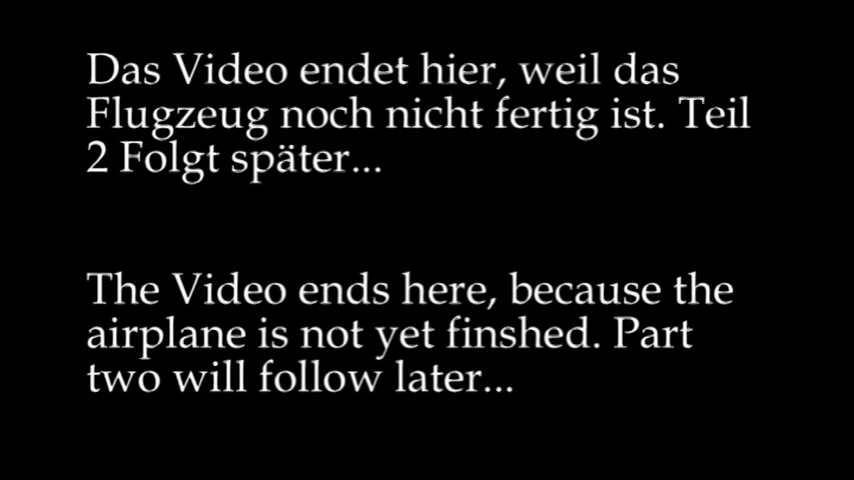 Das Video endet hier, weil das
Flugzeug noch nicht fertig ist. Teil
2 Folgt später...
The Video ends here, because the
airplane is not yet finshed. Part
two will follow later...